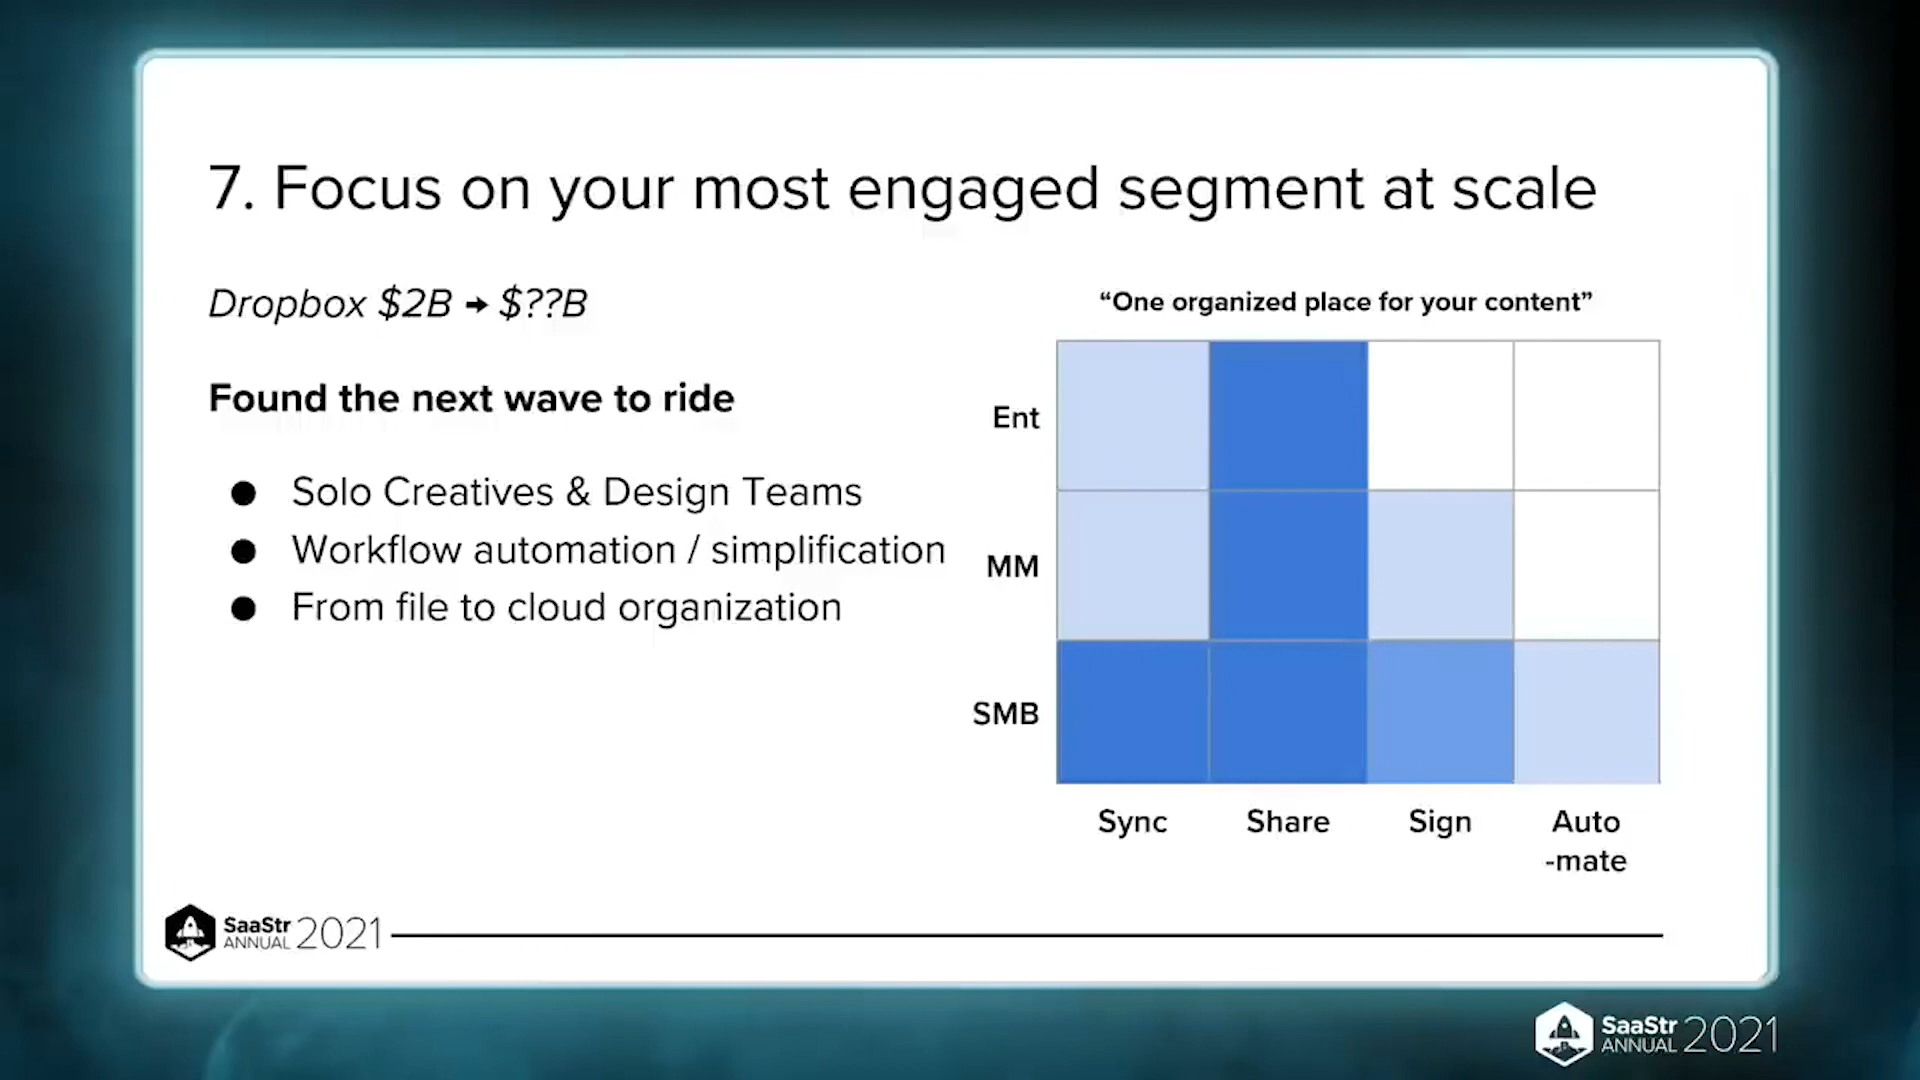 7. Focus on your most engaged segment at scale
Dropbox $2B → $??B
Found the next wave to ride
● Solo Creatives & Design Teams
● Workflow automation / simplification
● From file to cloud organization
“One organized place for your content”
Ent
MM
SMB
Sync
Share
Sign
Auto
-mate
SaaStr
ANNUAL 2021
SaaStr
ANNUAL 2021